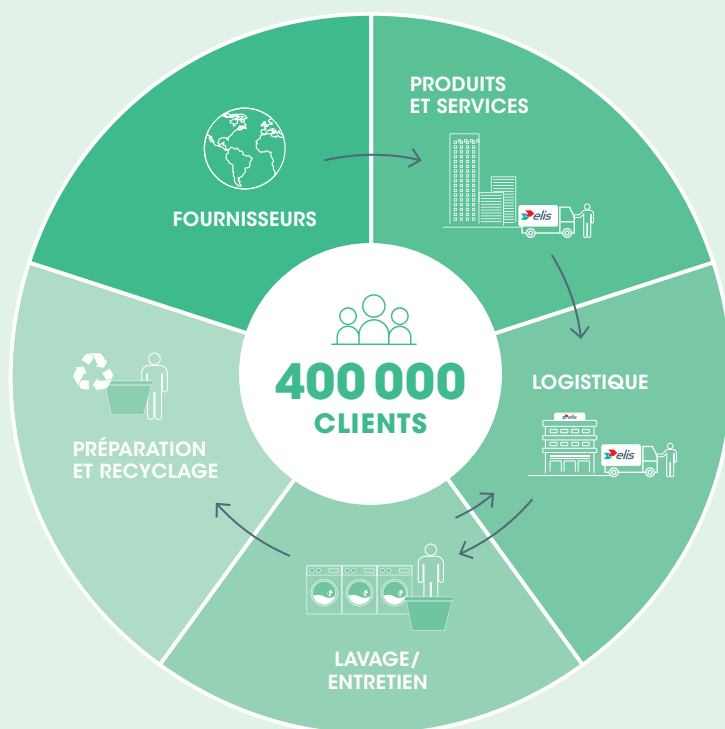 PRODUITS
ET SERVICES
elis
FOURNISSEURS
400 000
CLIENTS
LOGISTIQUE
elis
elis
PRÉPARATION
ET RECYCLAGE
LAVAGE/
ENTRETIEN